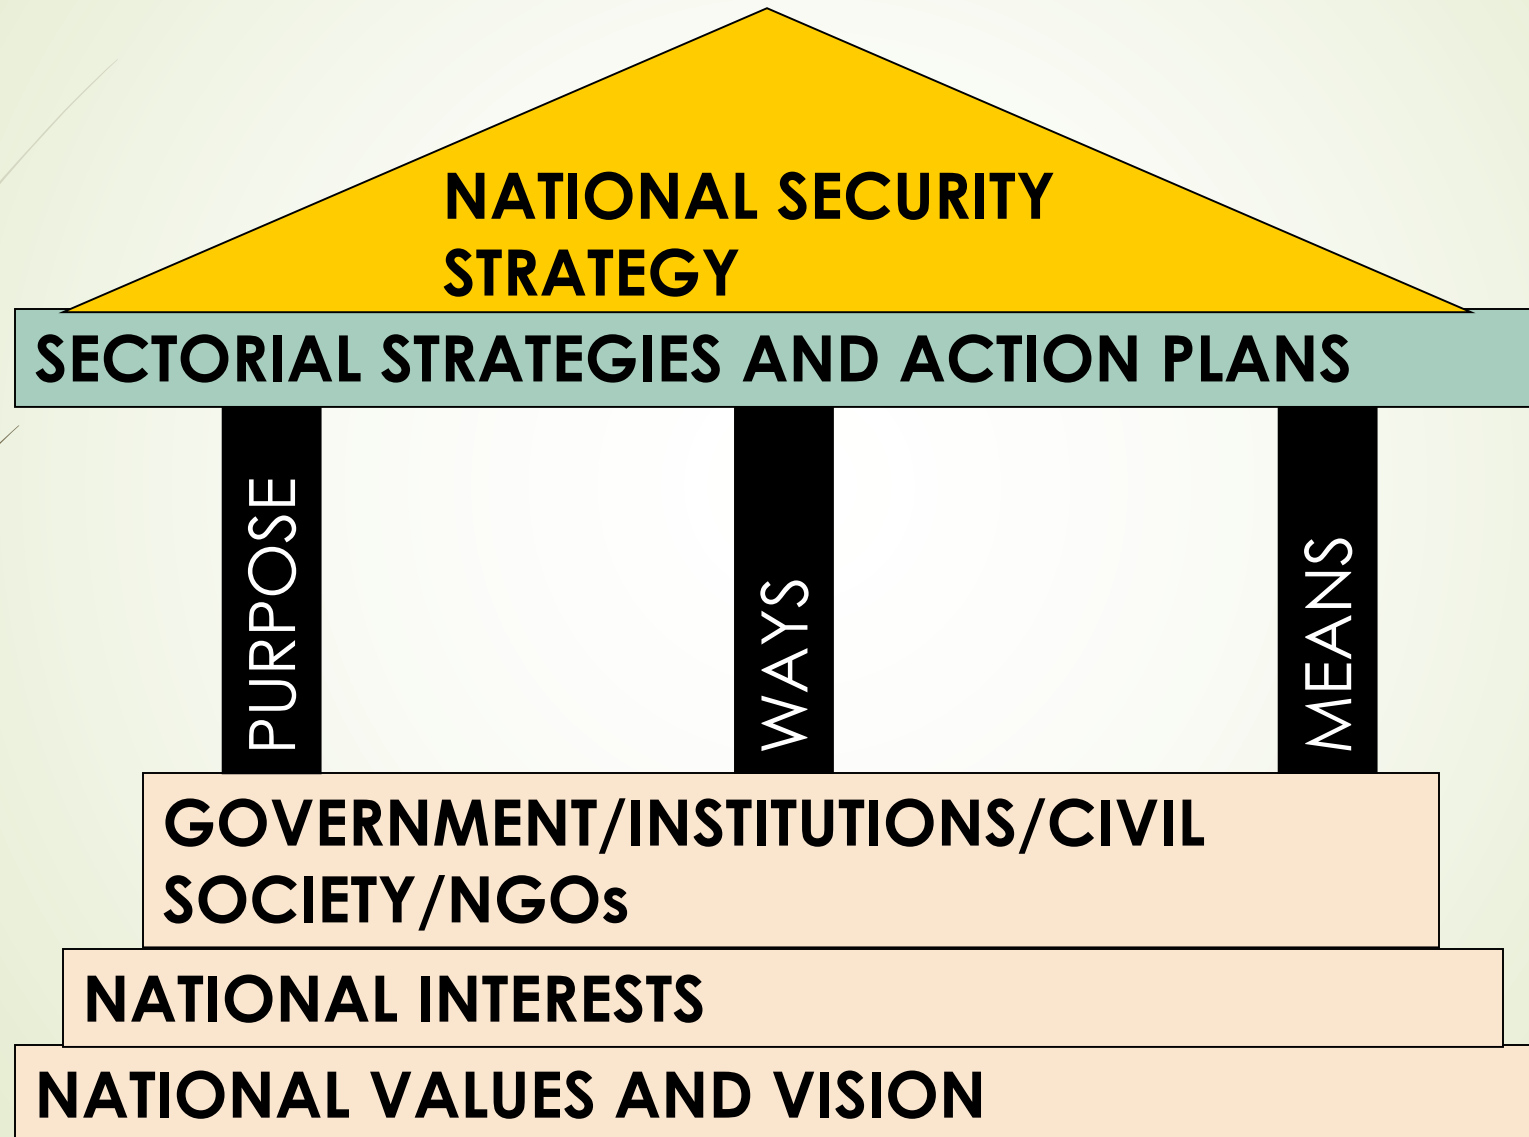 NATIONAL SECURITY
STRATEGY
SECTORIAL STRATEGIES AND ACTION PLANS
PURPOSE
WAYS
MEANS
GOVERNMENT/INSTITUTIONS/CIVIL
SOCIETY/NGOs
NATIONAL INTERESTS
NATIONAL VALUES AND VISION